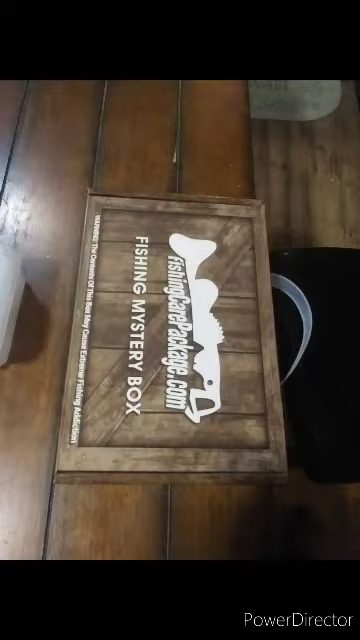 FishingCarePackage.com
FISHING MYSTERY BOX
WARNING: The Contents Of This Box May Cause Extreme Fishing Addiction
PowerDirector